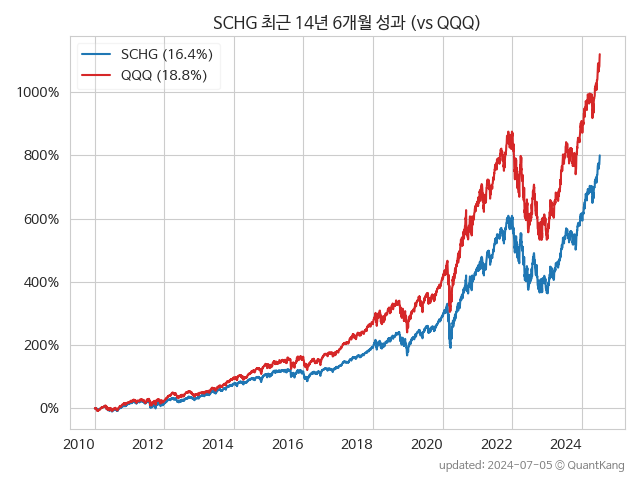 SCHG 최근 14년 6개월 성과 (vs QQQ)
SCHG (16.4%)
QQQ (18.8%)
1000%
800%
600%
400%
200%
0%
2010 2012 2014 2016 2018 2020 2022 2024
updated: 2024-07-05 © QuantKang